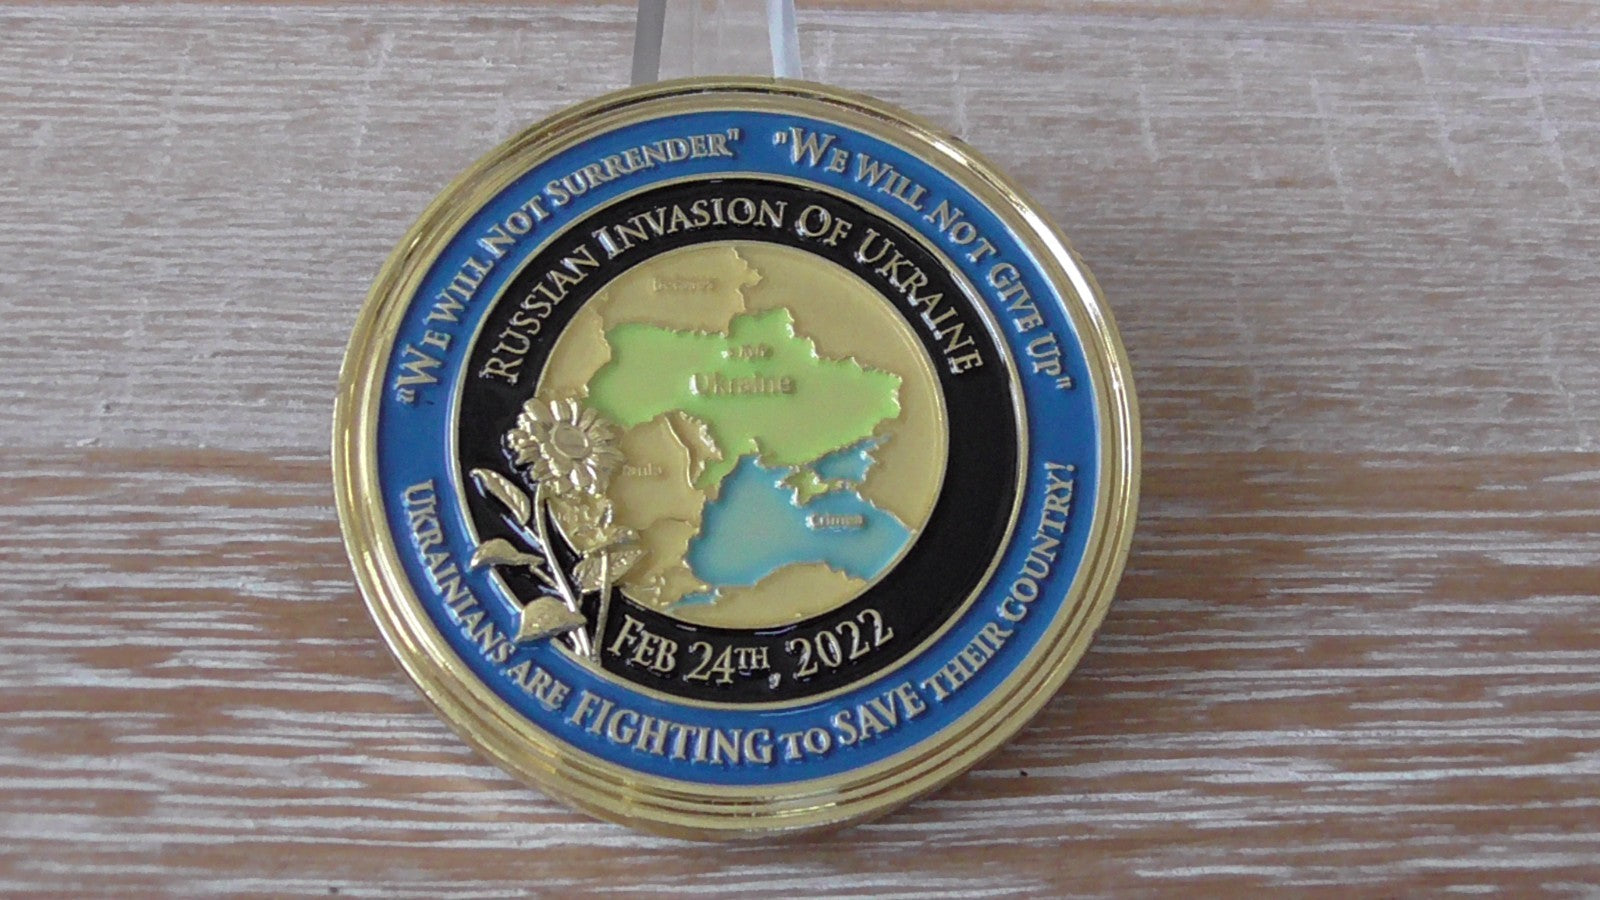 "WE WILL NOT SURRENDER" "WE WILL NOT GIVE UP"
RUSSIAN INVASION OF UKRAINE
Ukraine
Crimea
FEB 24TH, 2022
UKRAINIANS ARE FIGHTING TO SAVE THEIR COUNTRY!